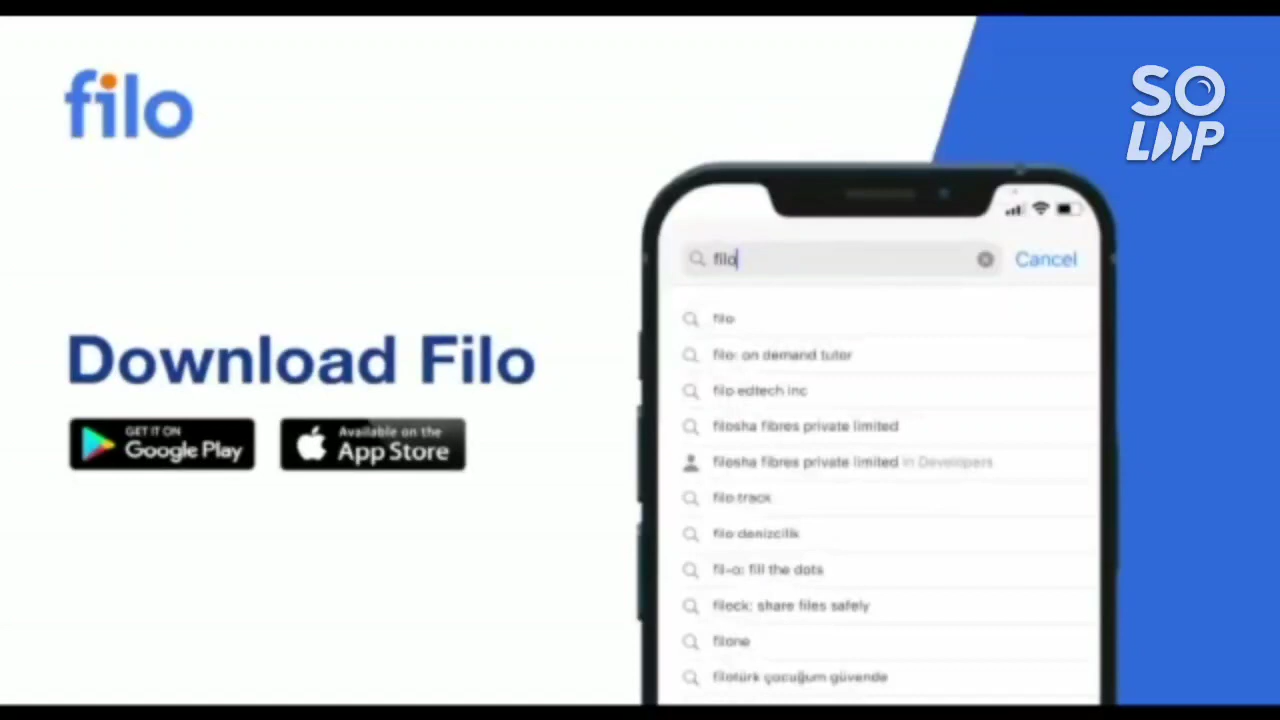 filo
SO
LOOP
filo
Cancel
filo
filo: on demand tutor
Download Filo
filo edtech inc
GET IT ON
Google Play
Available on the
App Store
filosha fibres private limited
filosha fibres private limited in Developers
filo track
filo denizcilik
fil-o: fill the dots
filock: share files safely
filone
filotürk çocuğum güvende